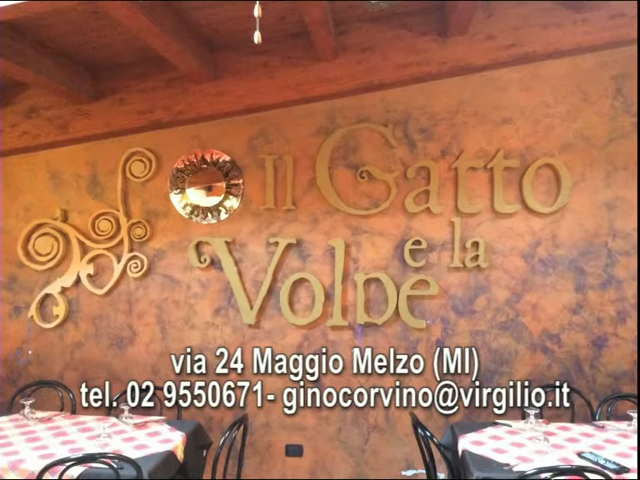 Il Gatto
e la
Volpe
via 24 Maggio Melzo (MI)
tel. 02 9550671- ginocorvino@virgilio.it